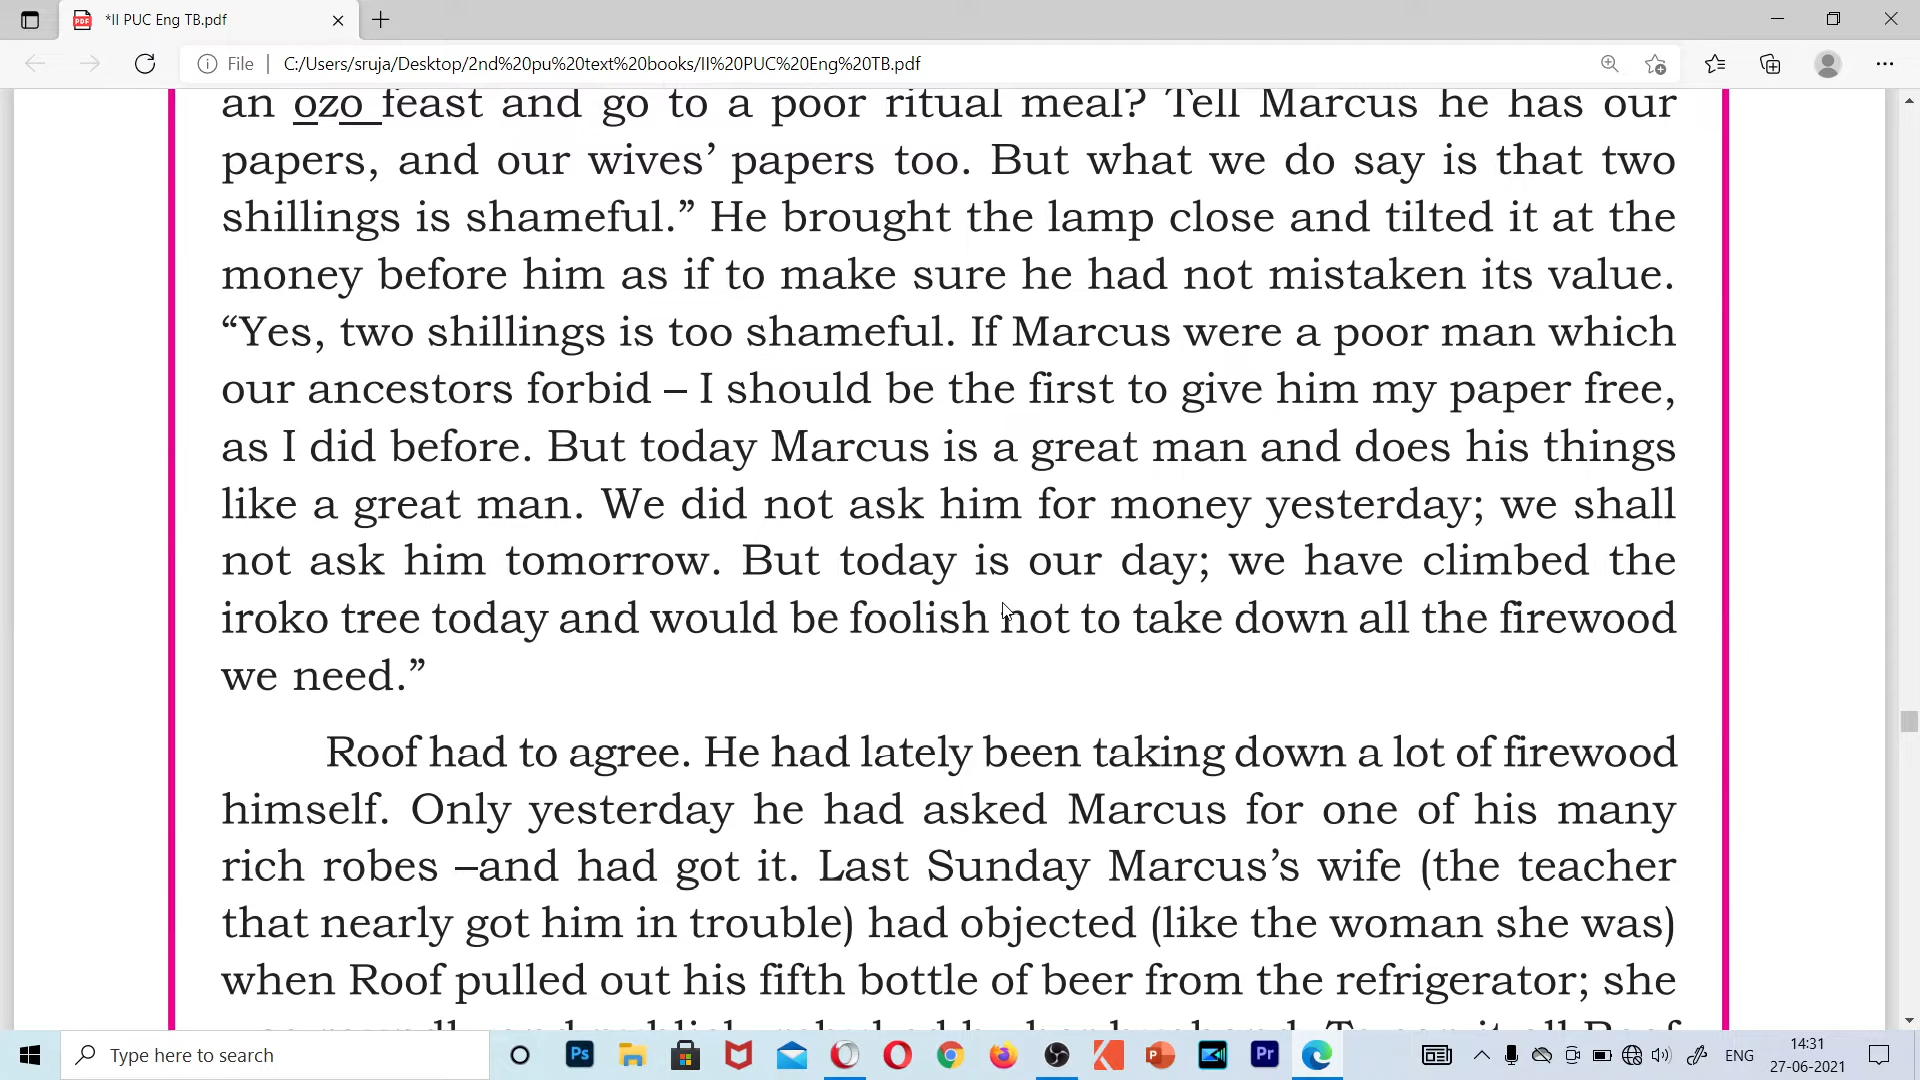 *II PUC Eng TB.pdf
File
C:/Users/sruja/Desktop/2nd%20pu%20text%20books/II%20PUC%20Eng%20TB.pdf
an ozo feast and go to a poor ritual meal? Tell Marcus he has our
papers, and our wives’ papers too. But what we do say is that two
shillings is shameful.” He brought the lamp close and tilted it at the
money before him as if to make sure he had not mistaken its value.
“Yes, two shillings is too shameful. If Marcus were a poor man which
our ancestors forbid – I should be the first to give him my paper free,
as I did before. But today Marcus is a great man and does his things
like a great man. We did not ask him for money yesterday; we shall
not ask him tomorrow. But today is our day; we have climbed the
iroko tree today and would be foolish not to take down all the firewood
we need.”
Roof had to agree. He had lately been taking down a lot of firewood
himself. Only yesterday he had asked Marcus for one of his many
rich robes –and had got it. Last Sunday Marcus’s wife (the teacher
that nearly got him in trouble) had objected (like the woman she was)
when Roof pulled out his fifth bottle of beer from the refrigerator; she
Type here to search
Ps
Pr
ENG
14:31
27-06-2021